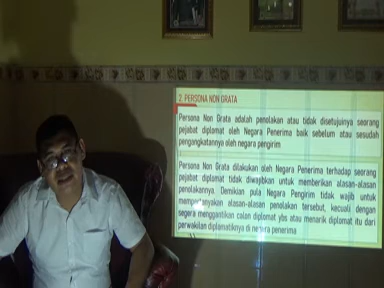 2. PERSONA NON GRATA
Persona Non Grata adalah penolakan atau tidak disetujuinya seorang
pejabat diplomat oleh Negara Penerima baik sebelum atau sesudah
pengangkatannya oleh negara pengirim
Persona Non Grata dilakukan oleh Negara Penerima terhadap seorang
pejabat diplomat tidak diwajibkan untuk memberikan alasan-alasan
penolakannya. Demikian pula Negara Pengirim tidak wajib untuk
mempertanyakan alasan-alasan penolakan tersebut, kecuali dengan
segera menggantikan calon diplomat ybs atau menarik diplomat itu dari
perwakilan diplomatiknya di negara penerima